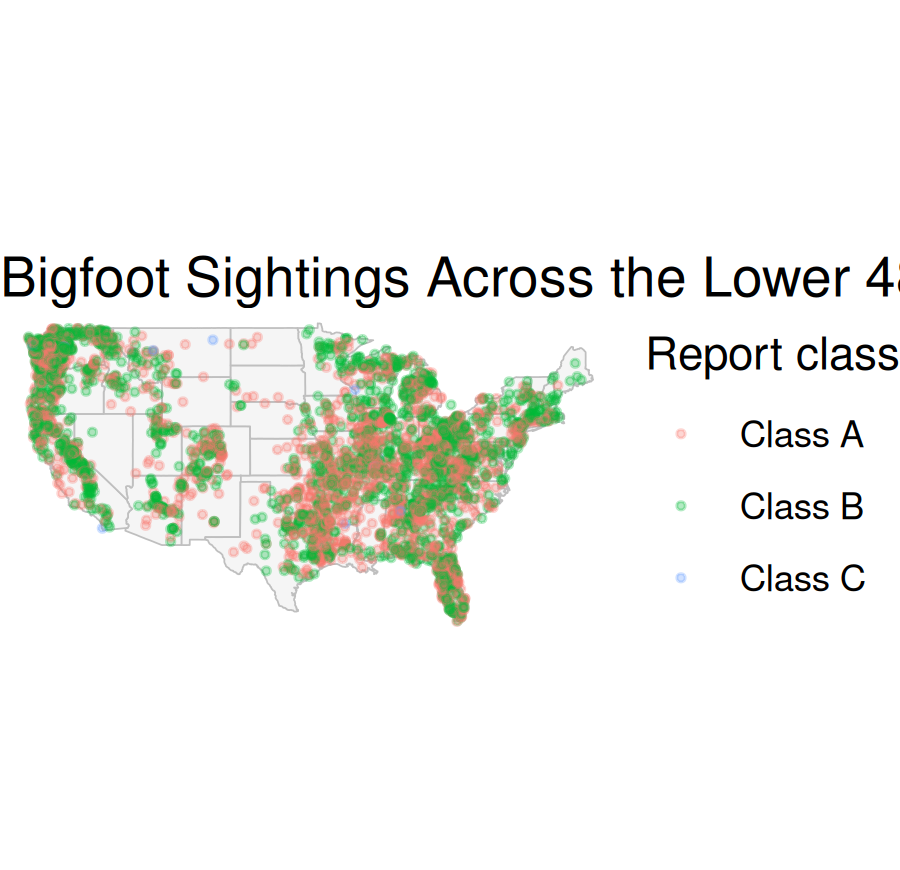 Bigfoot Sightings Across the Lower 4
Report class
Class A
Class B
Class C